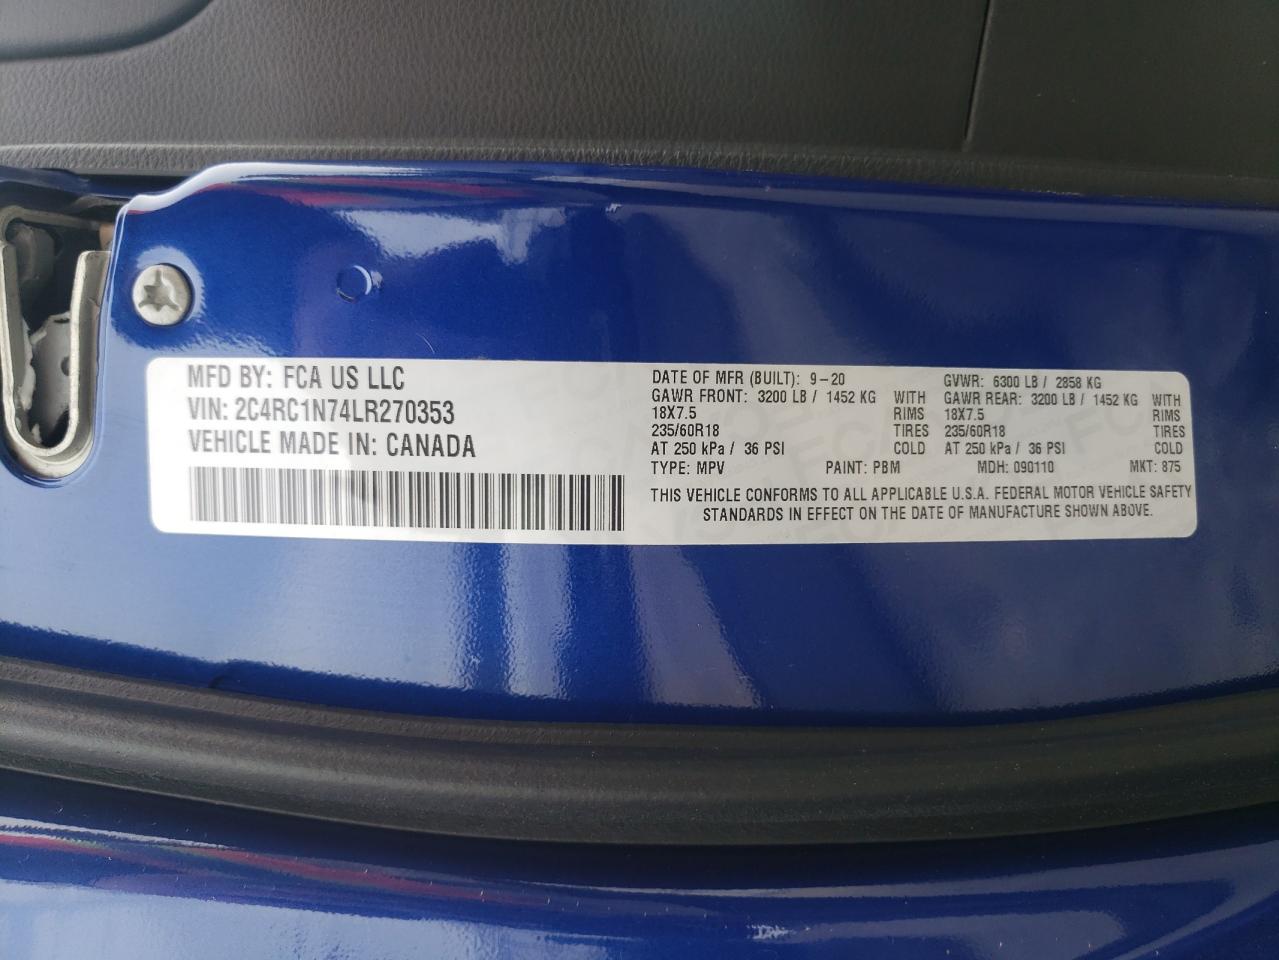 MFD BY: FCA US LLC
VIN: 2C4RC1N74LR270353
VEHICLE MADE IN: CANADA
DATE OF MFR (BUILT): 9-20 GVWR: 6300 LB / 2858 KG
GAWR FRONT: 3200 LB / 1452 KG WITH GAWR REAR: 3200 LB / 1452 KG WITH
18X7.5 RIMS 18X7.5 RIMS
235/60R18 TIRES 235/60R18 TIRES
AT 250 kPa / 36 PSI COLD AT 250 kPa / 36 PSI COLD
TYPE: MPV PAINT: PBM MDH: 090110 MKT: 875
THIS VEHICLE CONFORMS TO ALL APPLICABLE U.S.A. FEDERAL MOTOR VEHICLE SAFETY
STANDARDS IN EFFECT ON THE DATE OF MANUFACTURE SHOWN ABOVE.